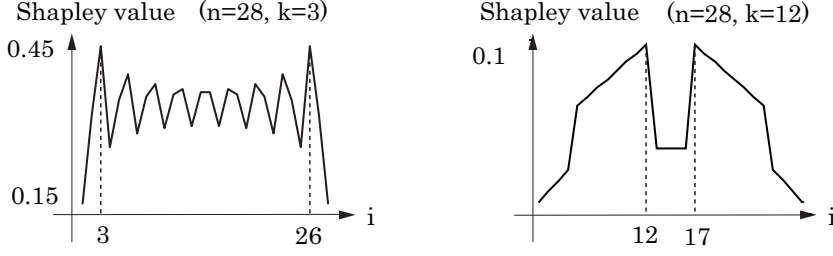 Shapley value (n=28, k=3)
0.45
0.15
3
26
i
Shapley value (n=28, k=12)
0.1
12
17
i